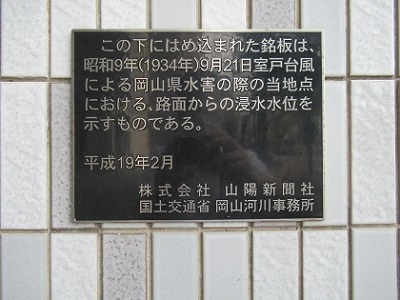 この下にはめ込まれた銘板は、
昭和9年(1934年)9月21日室戸台風
による岡山県水害の際の当地点
における、路面からの浸水水位を
示すものである。
平成19年2月
株式会社 山陽新聞社
国土交通省 岡山河川事務所